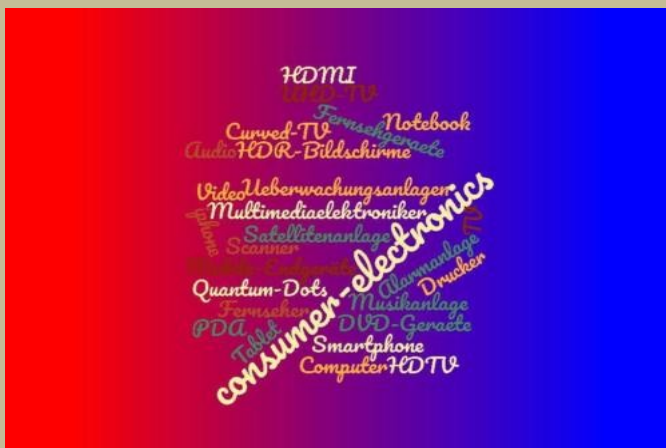 HDMI
UHD-TV
Fernsehgeraete
Notebook
Curved-TV
Audio
HDR-Bildschirme
Video
Ueberwachungsanlagen
Multimediaelektroniker
Iphone
TV
Satellitenanlage
Scanner
consumer-electronics
Mobile-Endgeräte
Alarmanlage
Drucker
Quantum-Dots
Musikanlage
Fernseher
PDA
Tablet
DVD-Geraete
Smartphone
Computer
HDTV